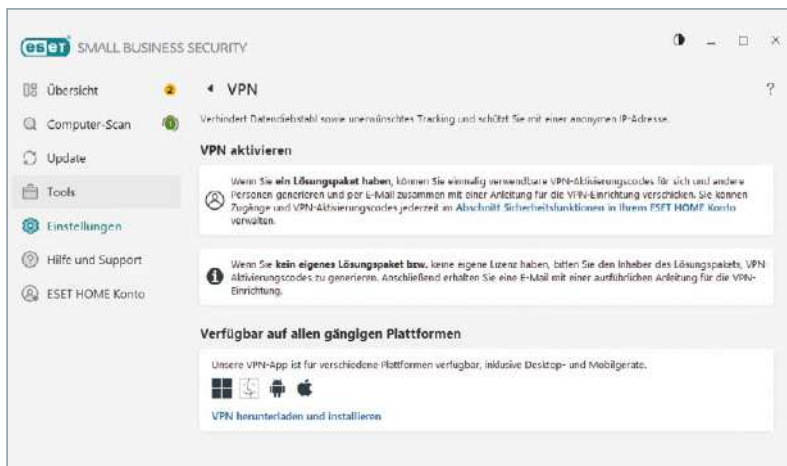 eset SMALL BUSINESS SECURITY
Übersicht 2
Computer-Scan 1
Update
Tools
Einstellungen
Hilfe und Support
ESET HOME Konto
VPN ?
Verhindert Datendiebstahl sowie unerwünschtes Tracking und schützt Sie mit einer anonymen IP-Adresse.
VPN aktivieren
Wenn Sie ein Lösungspaket haben, können Sie einmalig verwendbare VPN-Aktivierungscodes für sich und andere
Personen generieren und per E-Mail zusammen mit einer Anleitung für die VPN-Einrichtung verschicken. Sie können
Zugänge und VPN-Aktivierungscodes jederzeit im Abschnitt Sicherheitsfunktionen in Ihrem ESET HOME Konto
verwalten.
Wenn Sie kein eigenes Lösungspaket bzw. keine eigene Lizenz haben, bitten Sie den Inhaber des Lösungspakets, VPN
Aktivierungscodes zu generieren. Anschließend erhalten Sie eine E-Mail mit einer ausführlichen Anleitung für die VPN-
Einrichtung.
Verfügbar auf allen gängigen Plattformen
Unsere VPN-App ist für verschiedene Plattformen verfügbar, inklusive Desktop- und Mobilgeräte.
VPN herunterladen und installieren